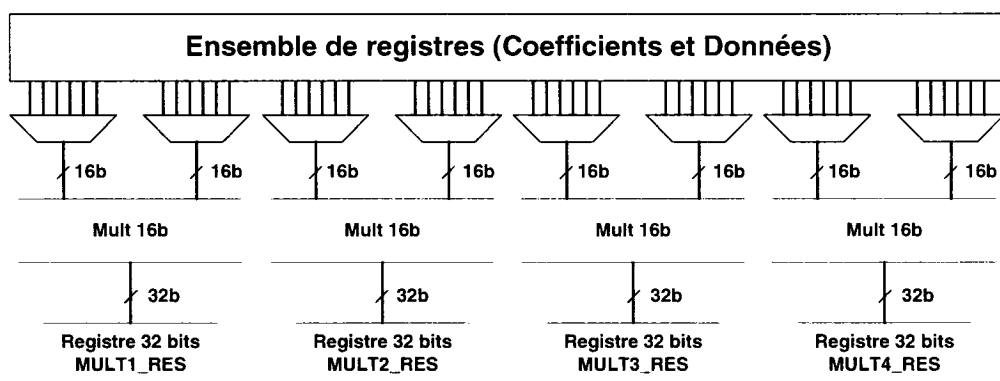 Ensemble de registres (Coefficients et Données)
16b 16b 16b 16b 16b 16b 16b 16b
Mult 16b Mult 16b Mult 16b Mult 16b
32b 32b 32b 32b
Registre 32 bits Registre 32 bits Registre 32 bits Registre 32 bits
MULT1_RES MULT2_RES MULT3_RES MULT4_RES